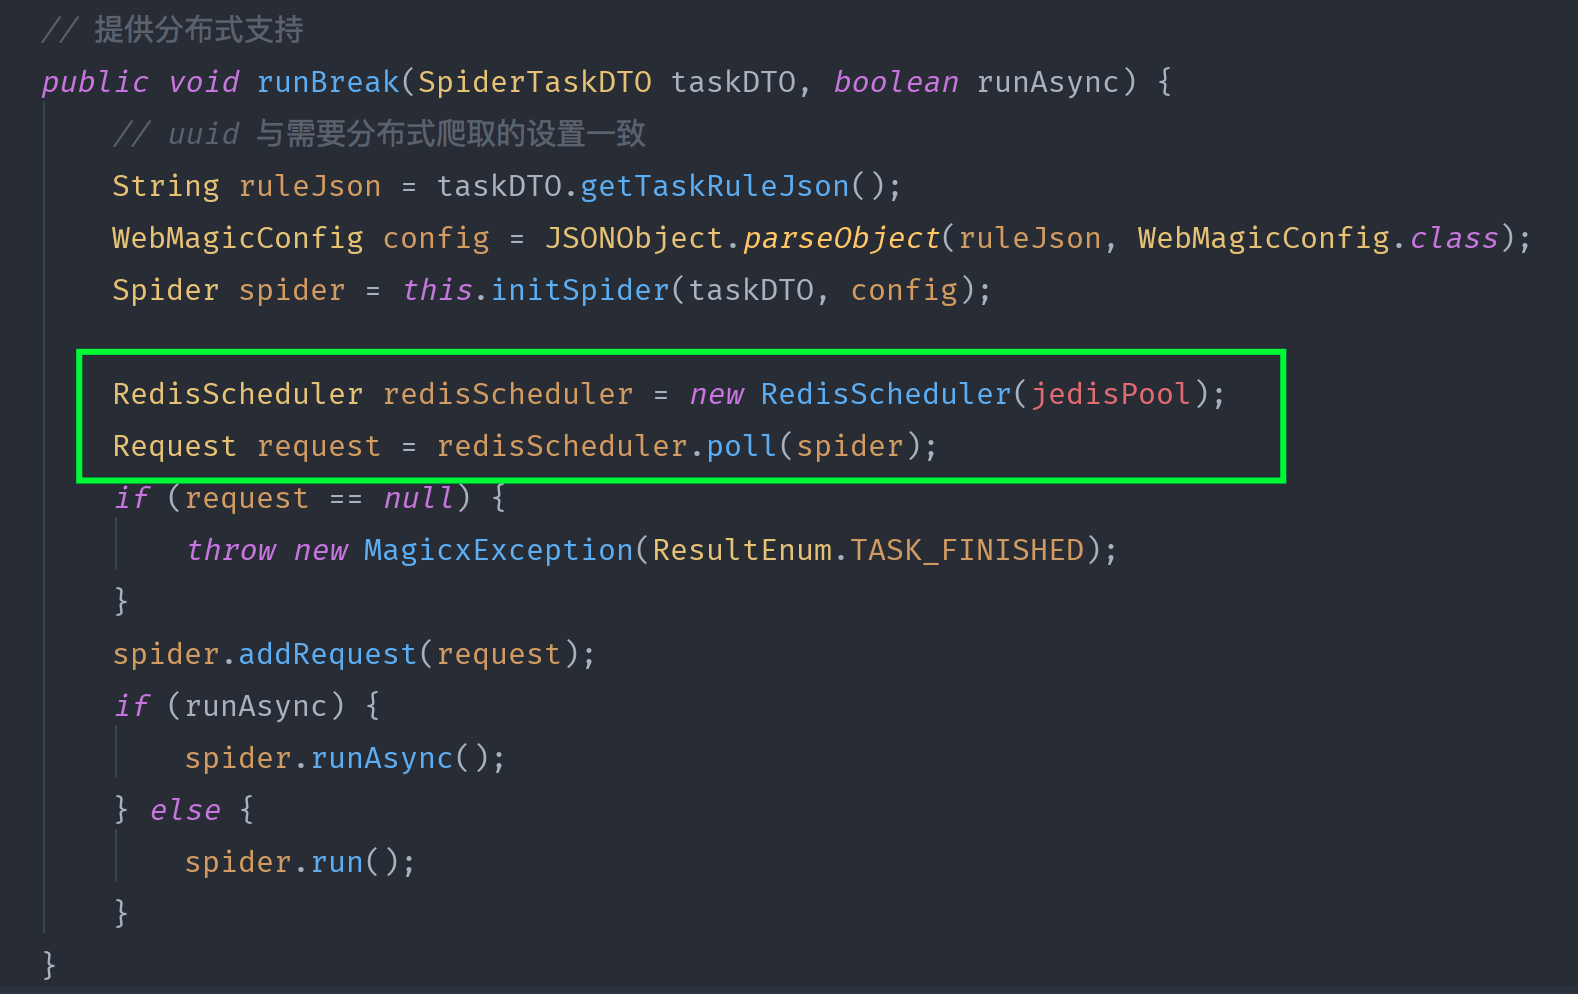 // 提供分布式支持
public void runBreak(SpiderTaskDTO taskDTO, boolean runAsync) {
    // uuid 与需要分布式爬取的设置一致
    String ruleJson = taskDTO.getTaskRuleJson();
    WebMagicConfig config = JSONObject.parseObject(ruleJson, WebMagicConfig.class);
    Spider spider = this.initSpider(taskDTO, config);
    RedisScheduler redisScheduler = new RedisScheduler(jedisPool);
    Request request = redisScheduler.poll(spider);
    if (request == null) {
        throw new MagicxException(ResultEnum.TASK_FINISHED);
    }
    spider.addRequest(request);
    if (runAsync) {
        spider.runAsync();
    } else {
        spider.run();
    }
}